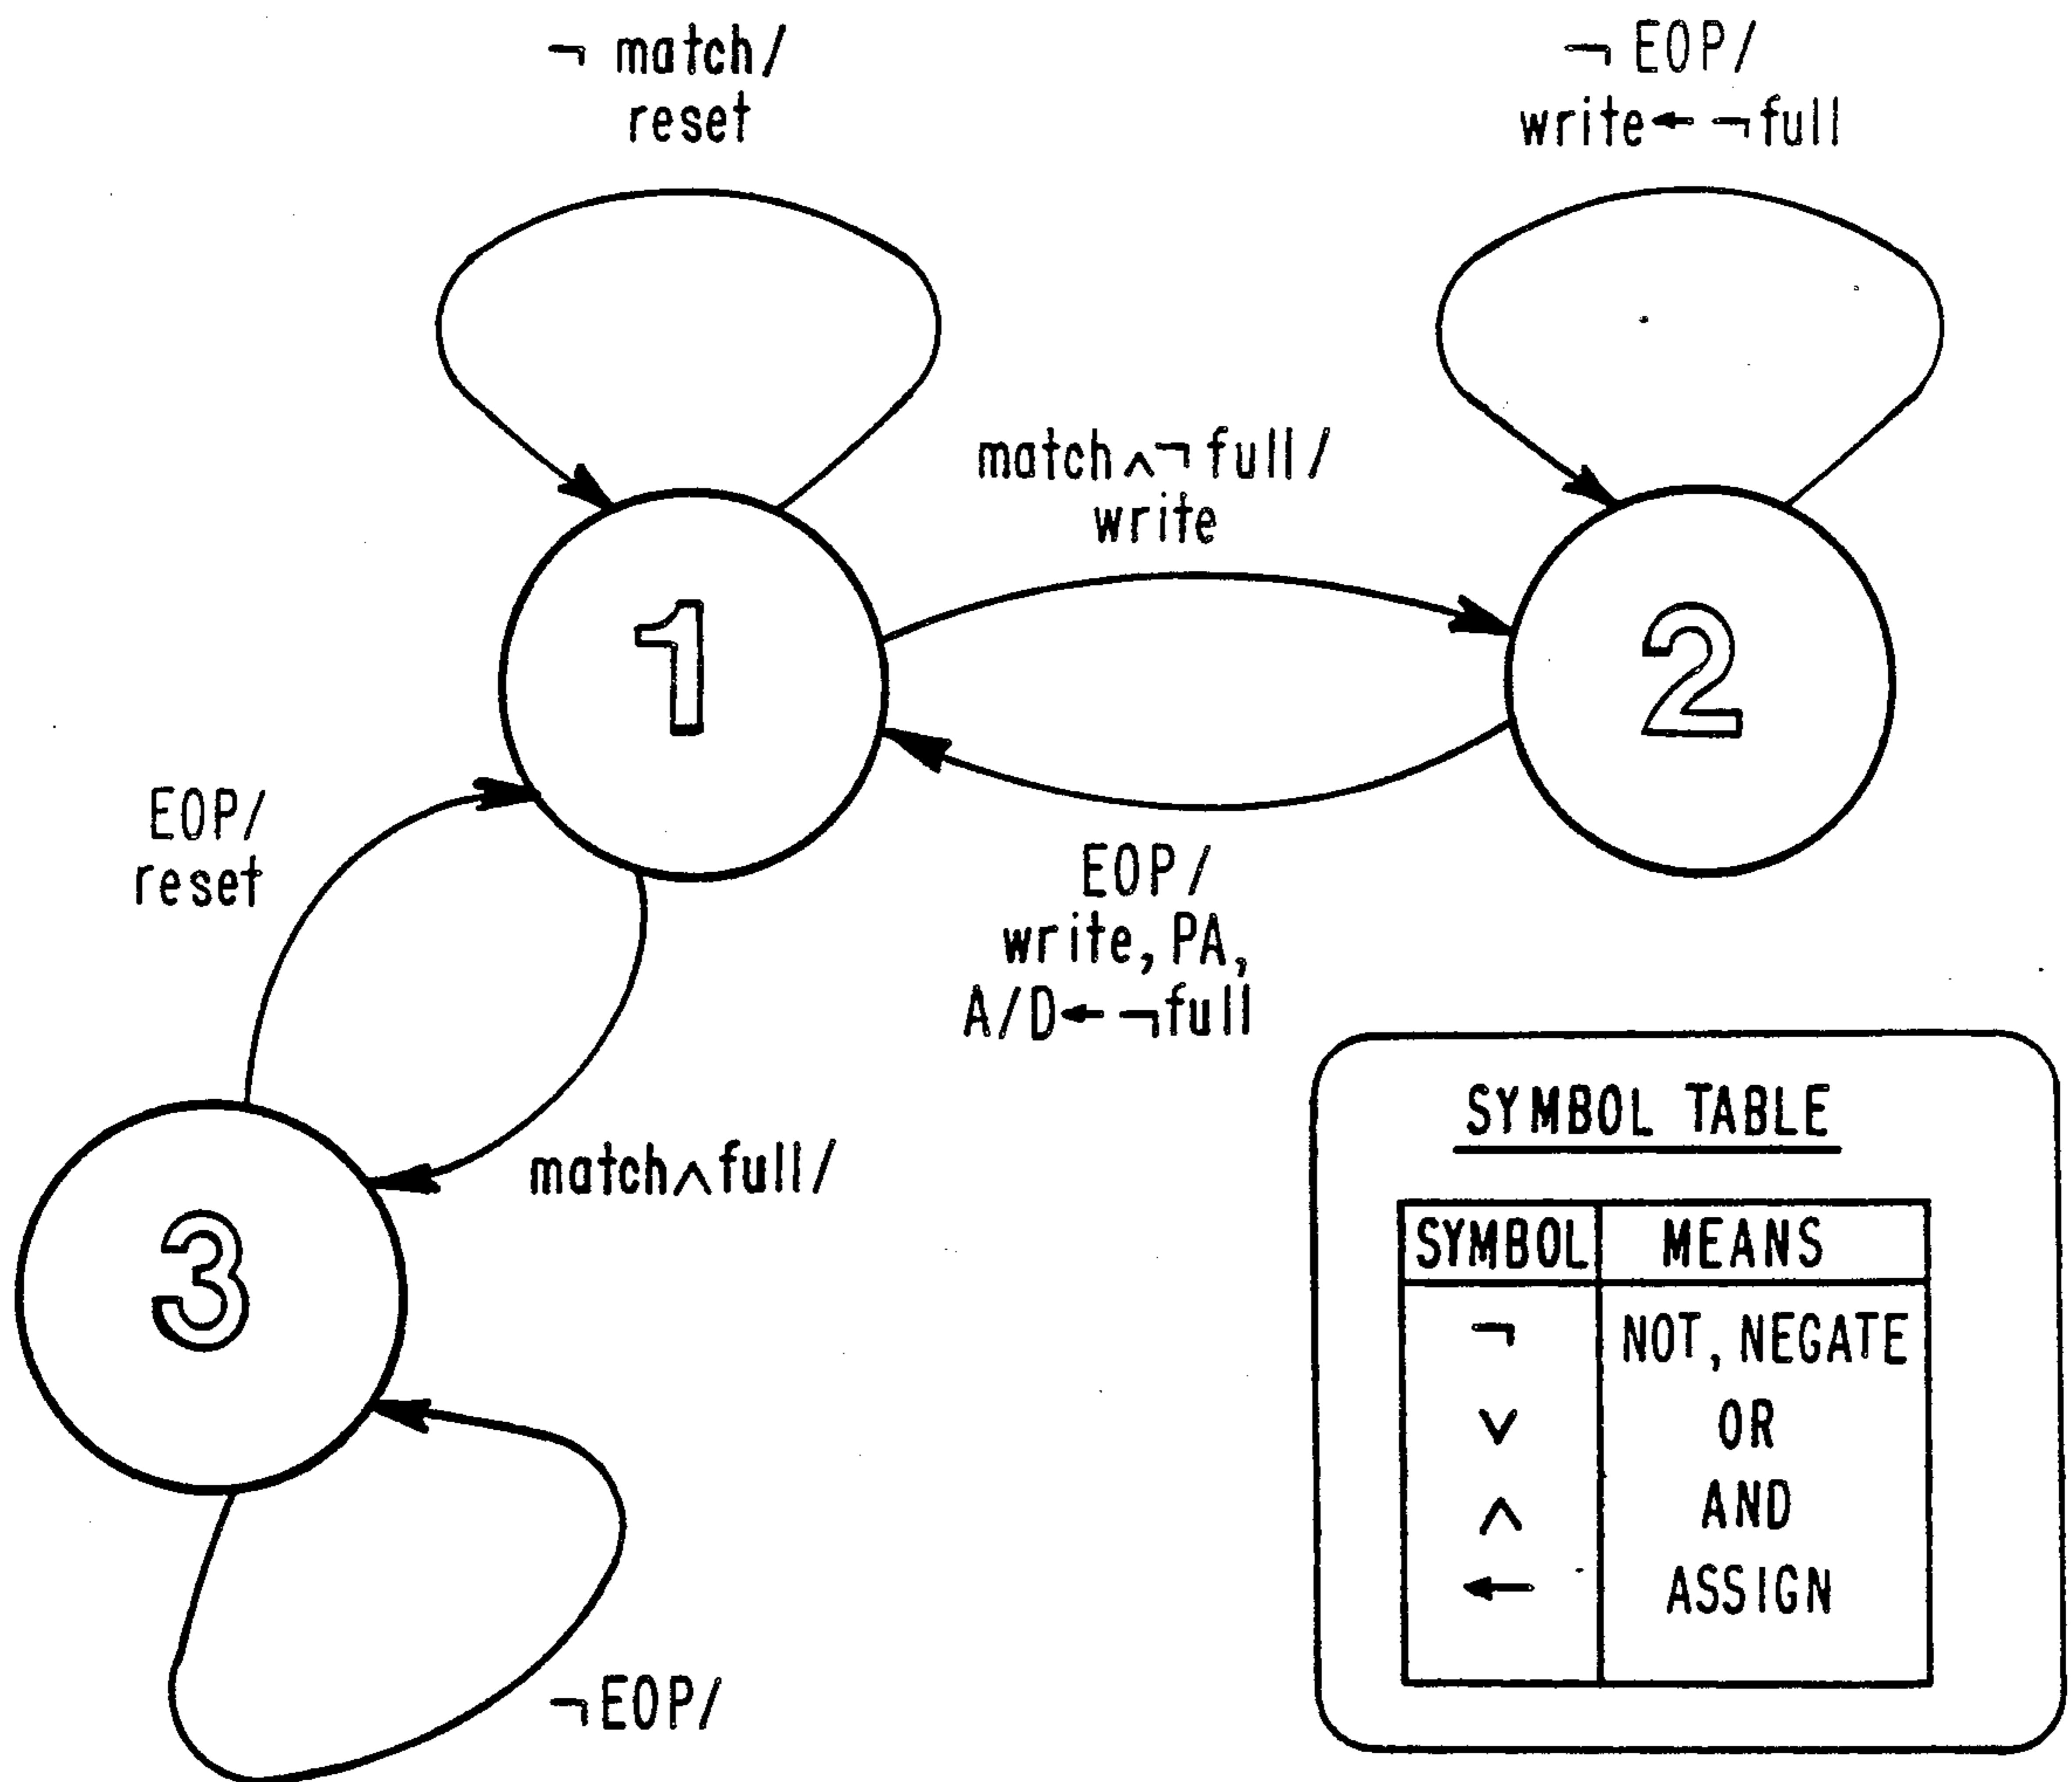 ¬ match/
reset
¬ EOP/
write← ¬full
match∧¬ full/
write
1
2
EOP/
reset
EOP/
write, PA,
A/D← ¬full
match∧full/
3
¬EOP/
SYMBOL TABLE
SYMBOL MEANS
¬ NOT, NEGATE
∨ OR
∧ AND
← ASSIGN